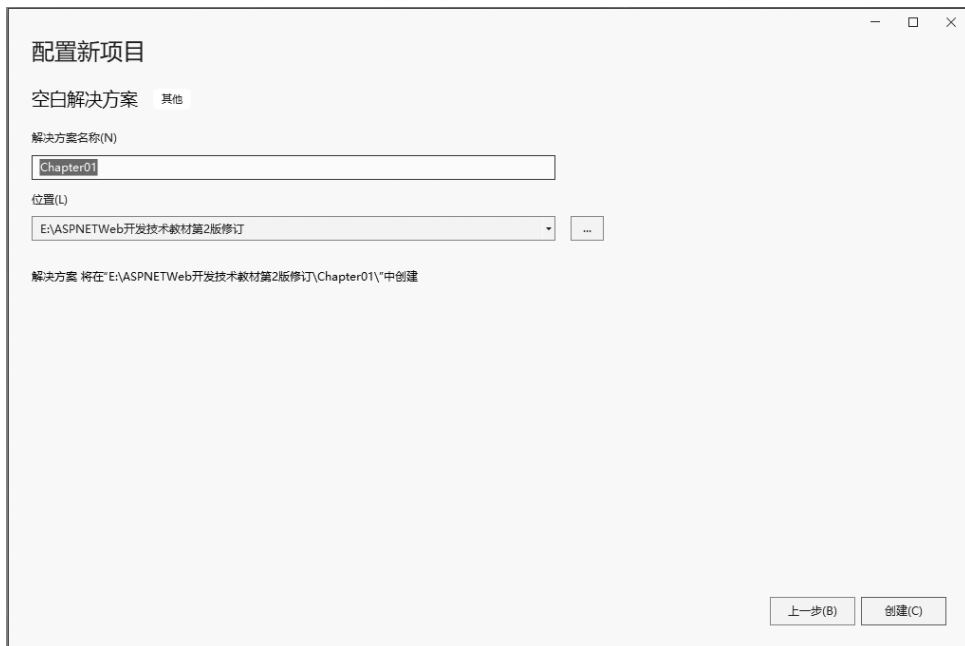 配置新项目
空白解决方案 其他
解决方案名称(N)
Chapter01
位置(L)
E:\ASPNETWeb开发技术教材第2版修订
...
解决方案 将在“E:\ASPNETWeb开发技术教材第2版修订\Chapter01\”中创建
上一步(B) 创建(C)